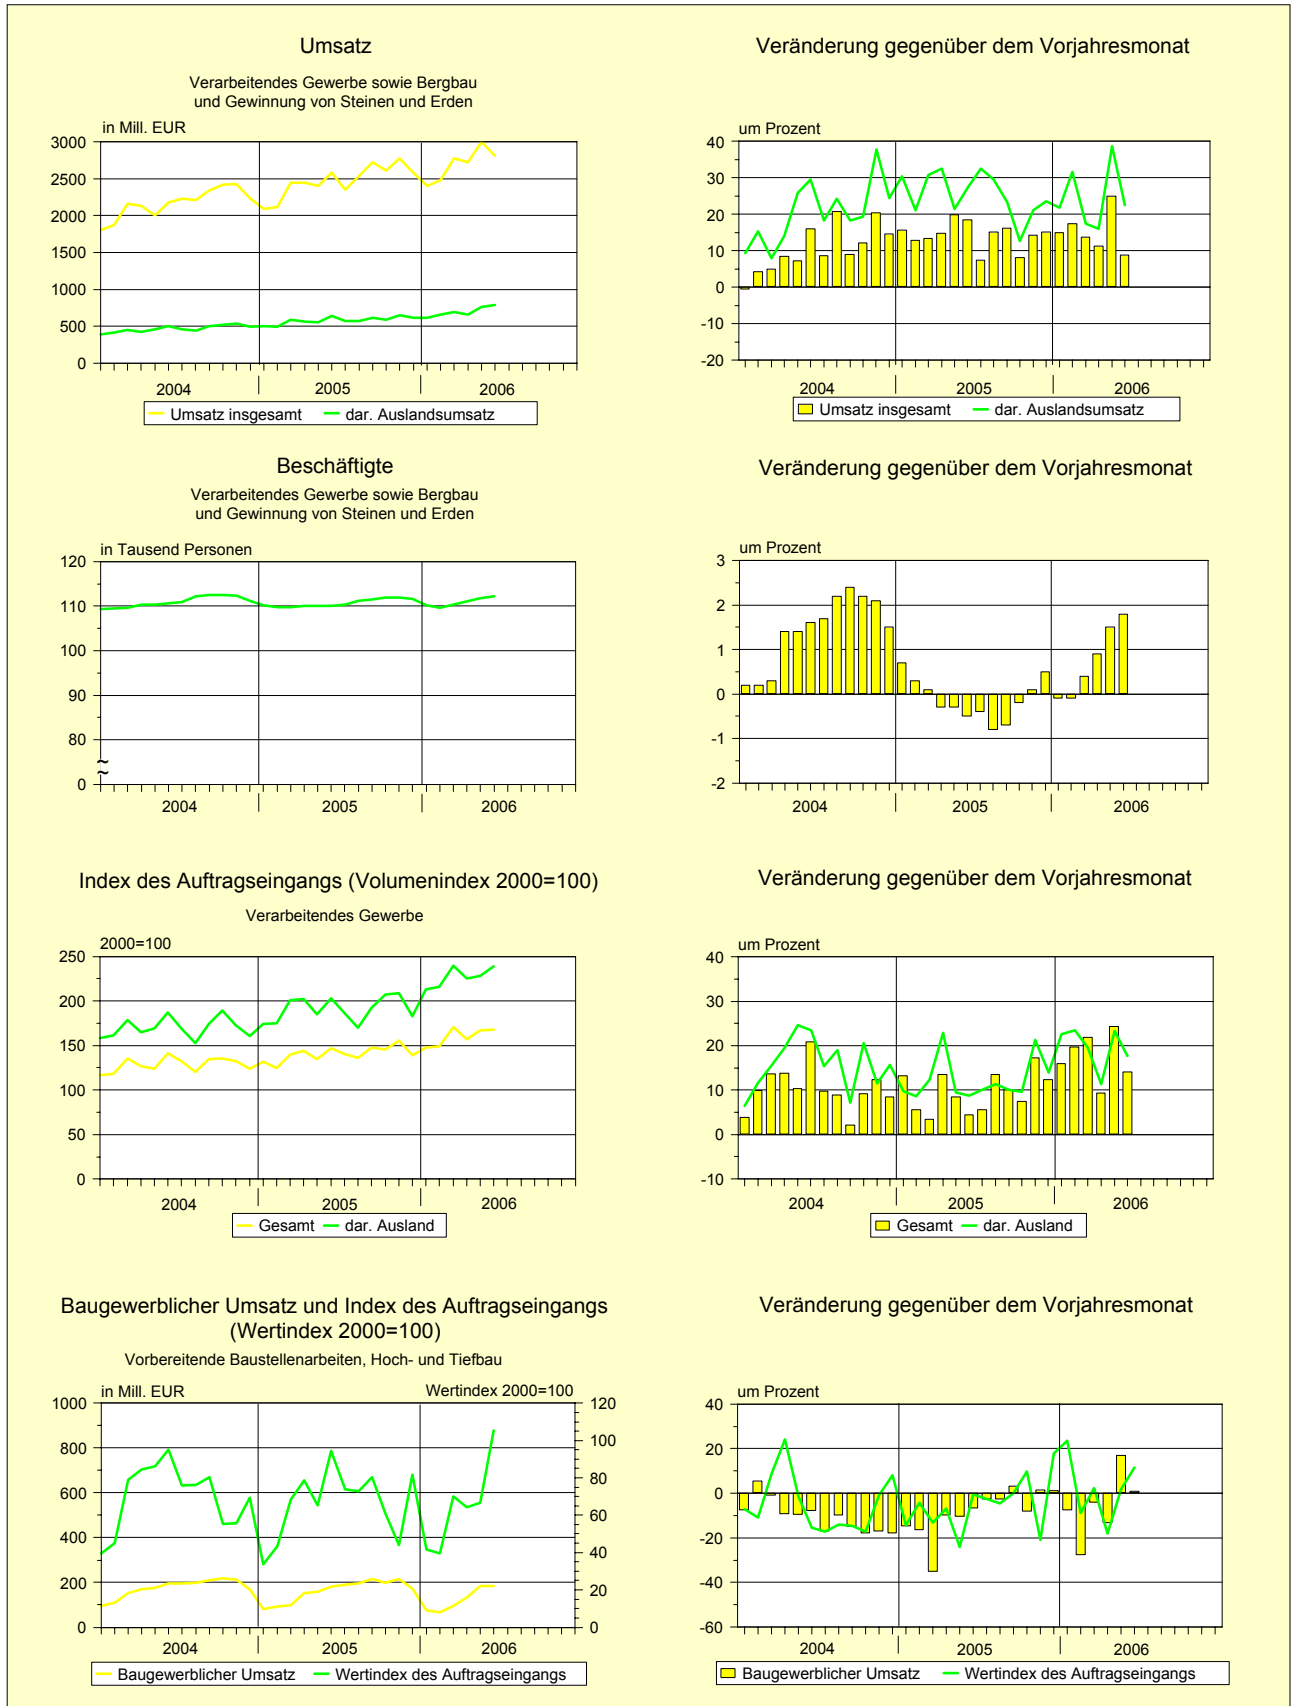 Umsatz
Verarbeitendes Gewerbe sowie Bergbau
und Gewinnung von Steinen und Erden
in Mill. EUR
3000
2500
2000
1500
1000
500
0
2004 2005 2006
Umsatz insgesamt dar. Auslandsumsatz
Veränderung gegenüber dem Vorjahresmonat
um Prozent
40
30
20
10
0
-10
-20
2004 2005 2006
Umsatz insgesamt dar. Auslandsumsatz
Beschäftigte
Verarbeitendes Gewerbe sowie Bergbau
und Gewinnung von Steinen und Erden
in Tausend Personen
120
110
100
90
80
0
2004 2005 2006
Veränderung gegenüber dem Vorjahresmonat
um Prozent
3
2
1
0
-1
-2
2004 2005 2006
Index des Auftragseingangs (Volumenindex 2000=100)
Verarbeitendes Gewerbe
2000=100
250
200
150
100
50
0
2004 2005 2006
Gesamt dar. Ausland
Veränderung gegenüber dem Vorjahresmonat
um Prozent
40
30
20
10
0
-10
2004 2005 2006
Gesamt dar. Ausland
Baugewerblicher Umsatz und Index des Auftragseingangs
(Wertindex 2000=100)
Vorbereitende Baustellenarbeiten, Hoch- und Tiefbau
in Mill. EUR Wertindex 2000=100
1000 120
800 100
600 80
400 60
200 40
0 20
0
2004 2005 2006
Baugewerblicher Umsatz Wertindex des Auftragseingangs
Veränderung gegenüber dem Vorjahresmonat
um Prozent
40
20
0
-20
-40
-60
2004 2005 2006
Baugewerblicher Umsatz Wertindex des Auftragseingangs